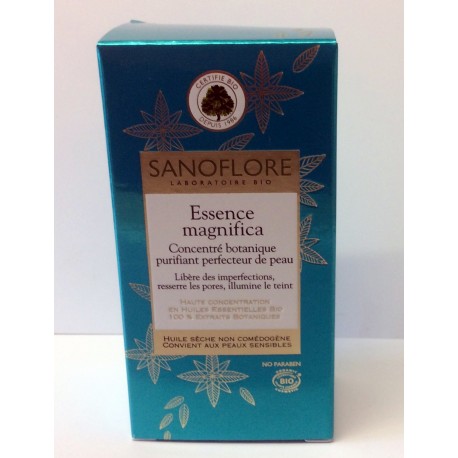 CERTIFIÉ BIO
DEPUIS 1986
SANOFLORE
LABORATOIRE BIO
Essence
magnifica
Concentré botanique
purifiant perfecteur de peau
Libère des imperfections,
resserre les pores, illumine le teint
HAUTE CONCENTRATION
EN HUILES ESSENTIELLES BIO
100 % EXTRAITS BOTANIQUES
HUILE SÈCHE NON COMÉDOGÈNE
CONVIENT AUX PEAUX SENSIBLES
NO PARABEN
BIO